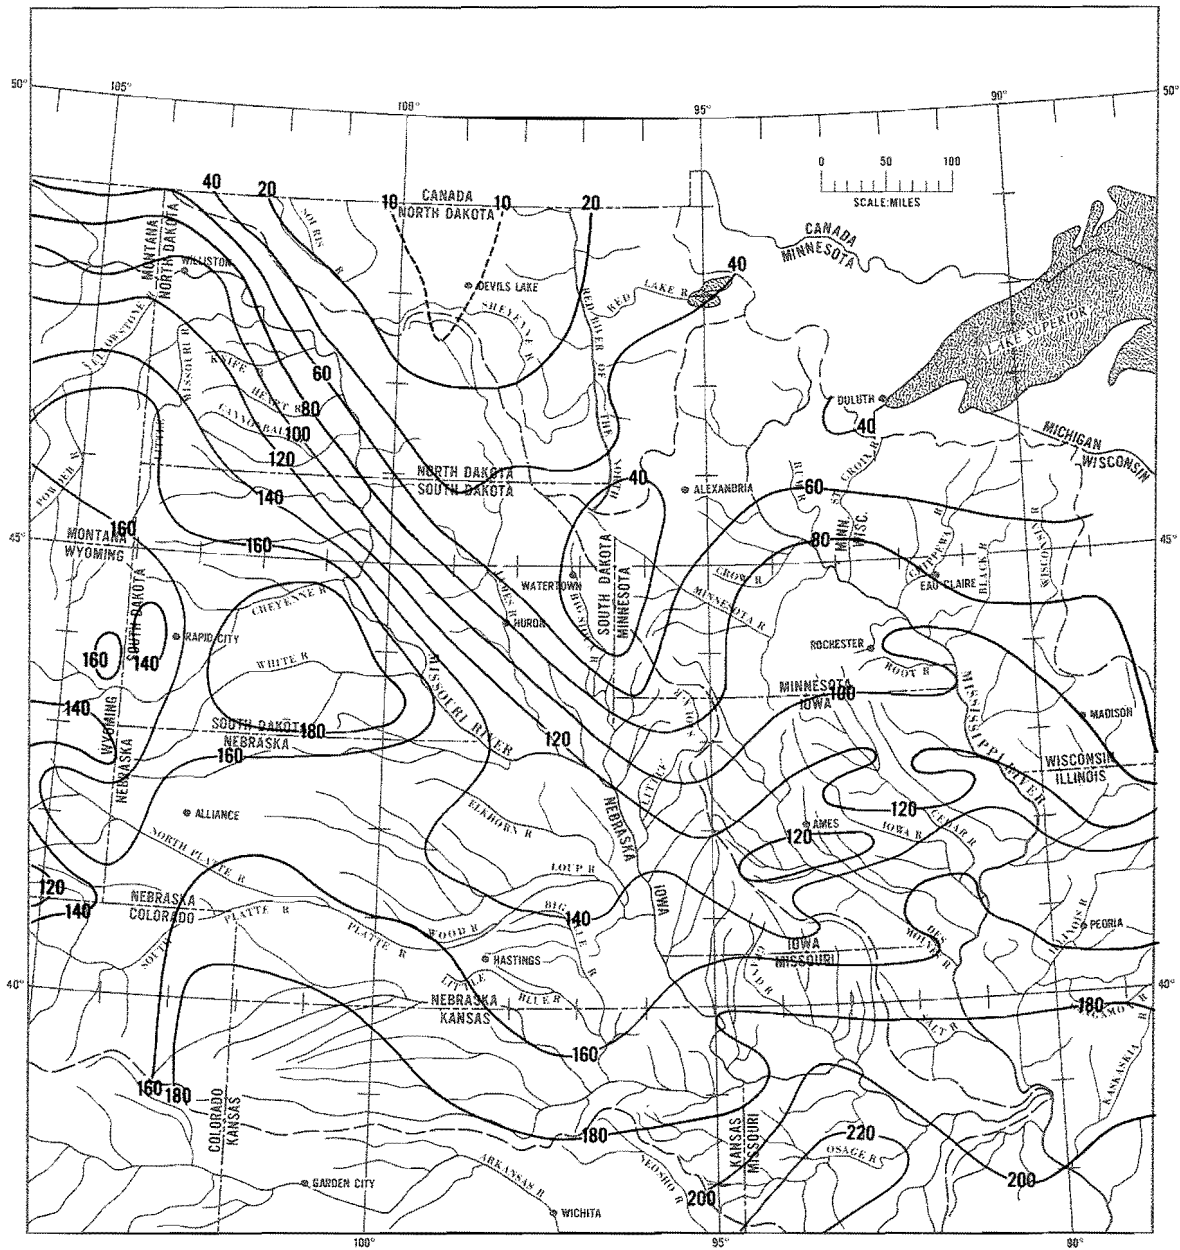 105°
100°
95°
90°
50°
50°
0 50 100
SCALE:MILES
40 20 10 10 20
CANADA
NORTH DAKOTA
CANADA
MINNESOTA
MONTANA
NORTH DAKOTA
SOURIS R
WILLISTON
DEVILS LAKE
SHEYENNE R
RED LAKE R
40
LAKE SUPERIOR
YELLOWSTONE R
MISSOURI R
KNIFE R
HEART R
CANNONBALL
RED RIVER OF THE NORTH
60
80
100
120
140
160
DULUTH
40
MICHIGAN
WISCONSIN
POWDER R
NORTH DAKOTA
SOUTH DAKOTA
40
ALEXANDRIA
RUM R
ST CROIX R
60
160
MONTANA
WYOMING
45°
45°
80
MINN
WISC.
CHIPPEWA R
BLACK R
WISCONSIN R
EAU CLAIRE
CROW R
MINNESOTA R
WATERTOWN
BIG SIOUX R
SOUTH DAKOTA
MINNESOTA
JAMES R
HURON
CHEYENNE R
SOUTH DAKOTA
RAPID CITY
160
140
WHITE R
ROCHESTER
ROOT R
MINNESOTA
IOWA
100
MISSISSIPPI RIVER
MADISON
MISSOURI RIVER
140
WYOMING
NEBRASKA
SOUTH DAKOTA
NEBRASKA
180
160
120
LITTLE SIOUX R
WISCONSIN
ILLINOIS
ALLIANCE
ELKHORN R
NEBRASKA
IOWA
120
AMES
120
IOWA R
CEDAR R
NORTH PLATTE R
LOUP R
120
140
NEBRASKA
COLORADO
SOUTH PLATTE R
PLATTE R
WOOD R
BIG BLUE R
140
HASTINGS
LITTLE BLUE R
NEBRASKA
KANSAS
IOWA
MISSOURI
GRAND R
DES MOINES R
ILLINOIS R
PEORIA
40°
40°
180
SANGAMON R
SALT R
KASKASKIA R
160
160
180
COLORADO
KANSAS
180
KANSAS
MISSOURI
220
OSAGE R
200
200
NEOSHO R
ARKANSAS R
GARDEN CITY
WICHITA
100°
95°
90°